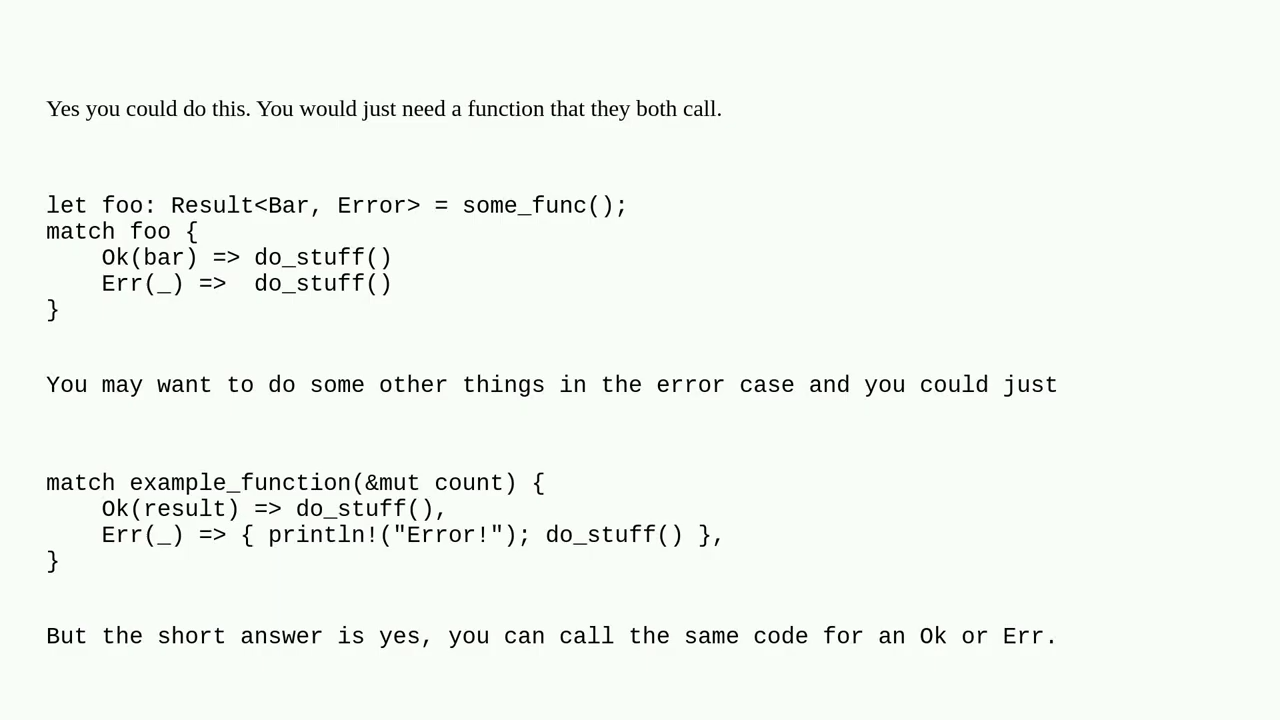 Yes you could do this. You would just need a function that they both call.
let foo: Result<Bar, Error> = some_func();
match foo {
    Ok(bar) => do_stuff()
    Err(_) =>  do_stuff()
}
You may want to do some other things in the error case and you could just
match example_function(&mut count) {
    Ok(result) => do_stuff(),
    Err(_) => { println!("Error!"); do_stuff() },
}
But the short answer is yes, you can call the same code for an Ok or Err.